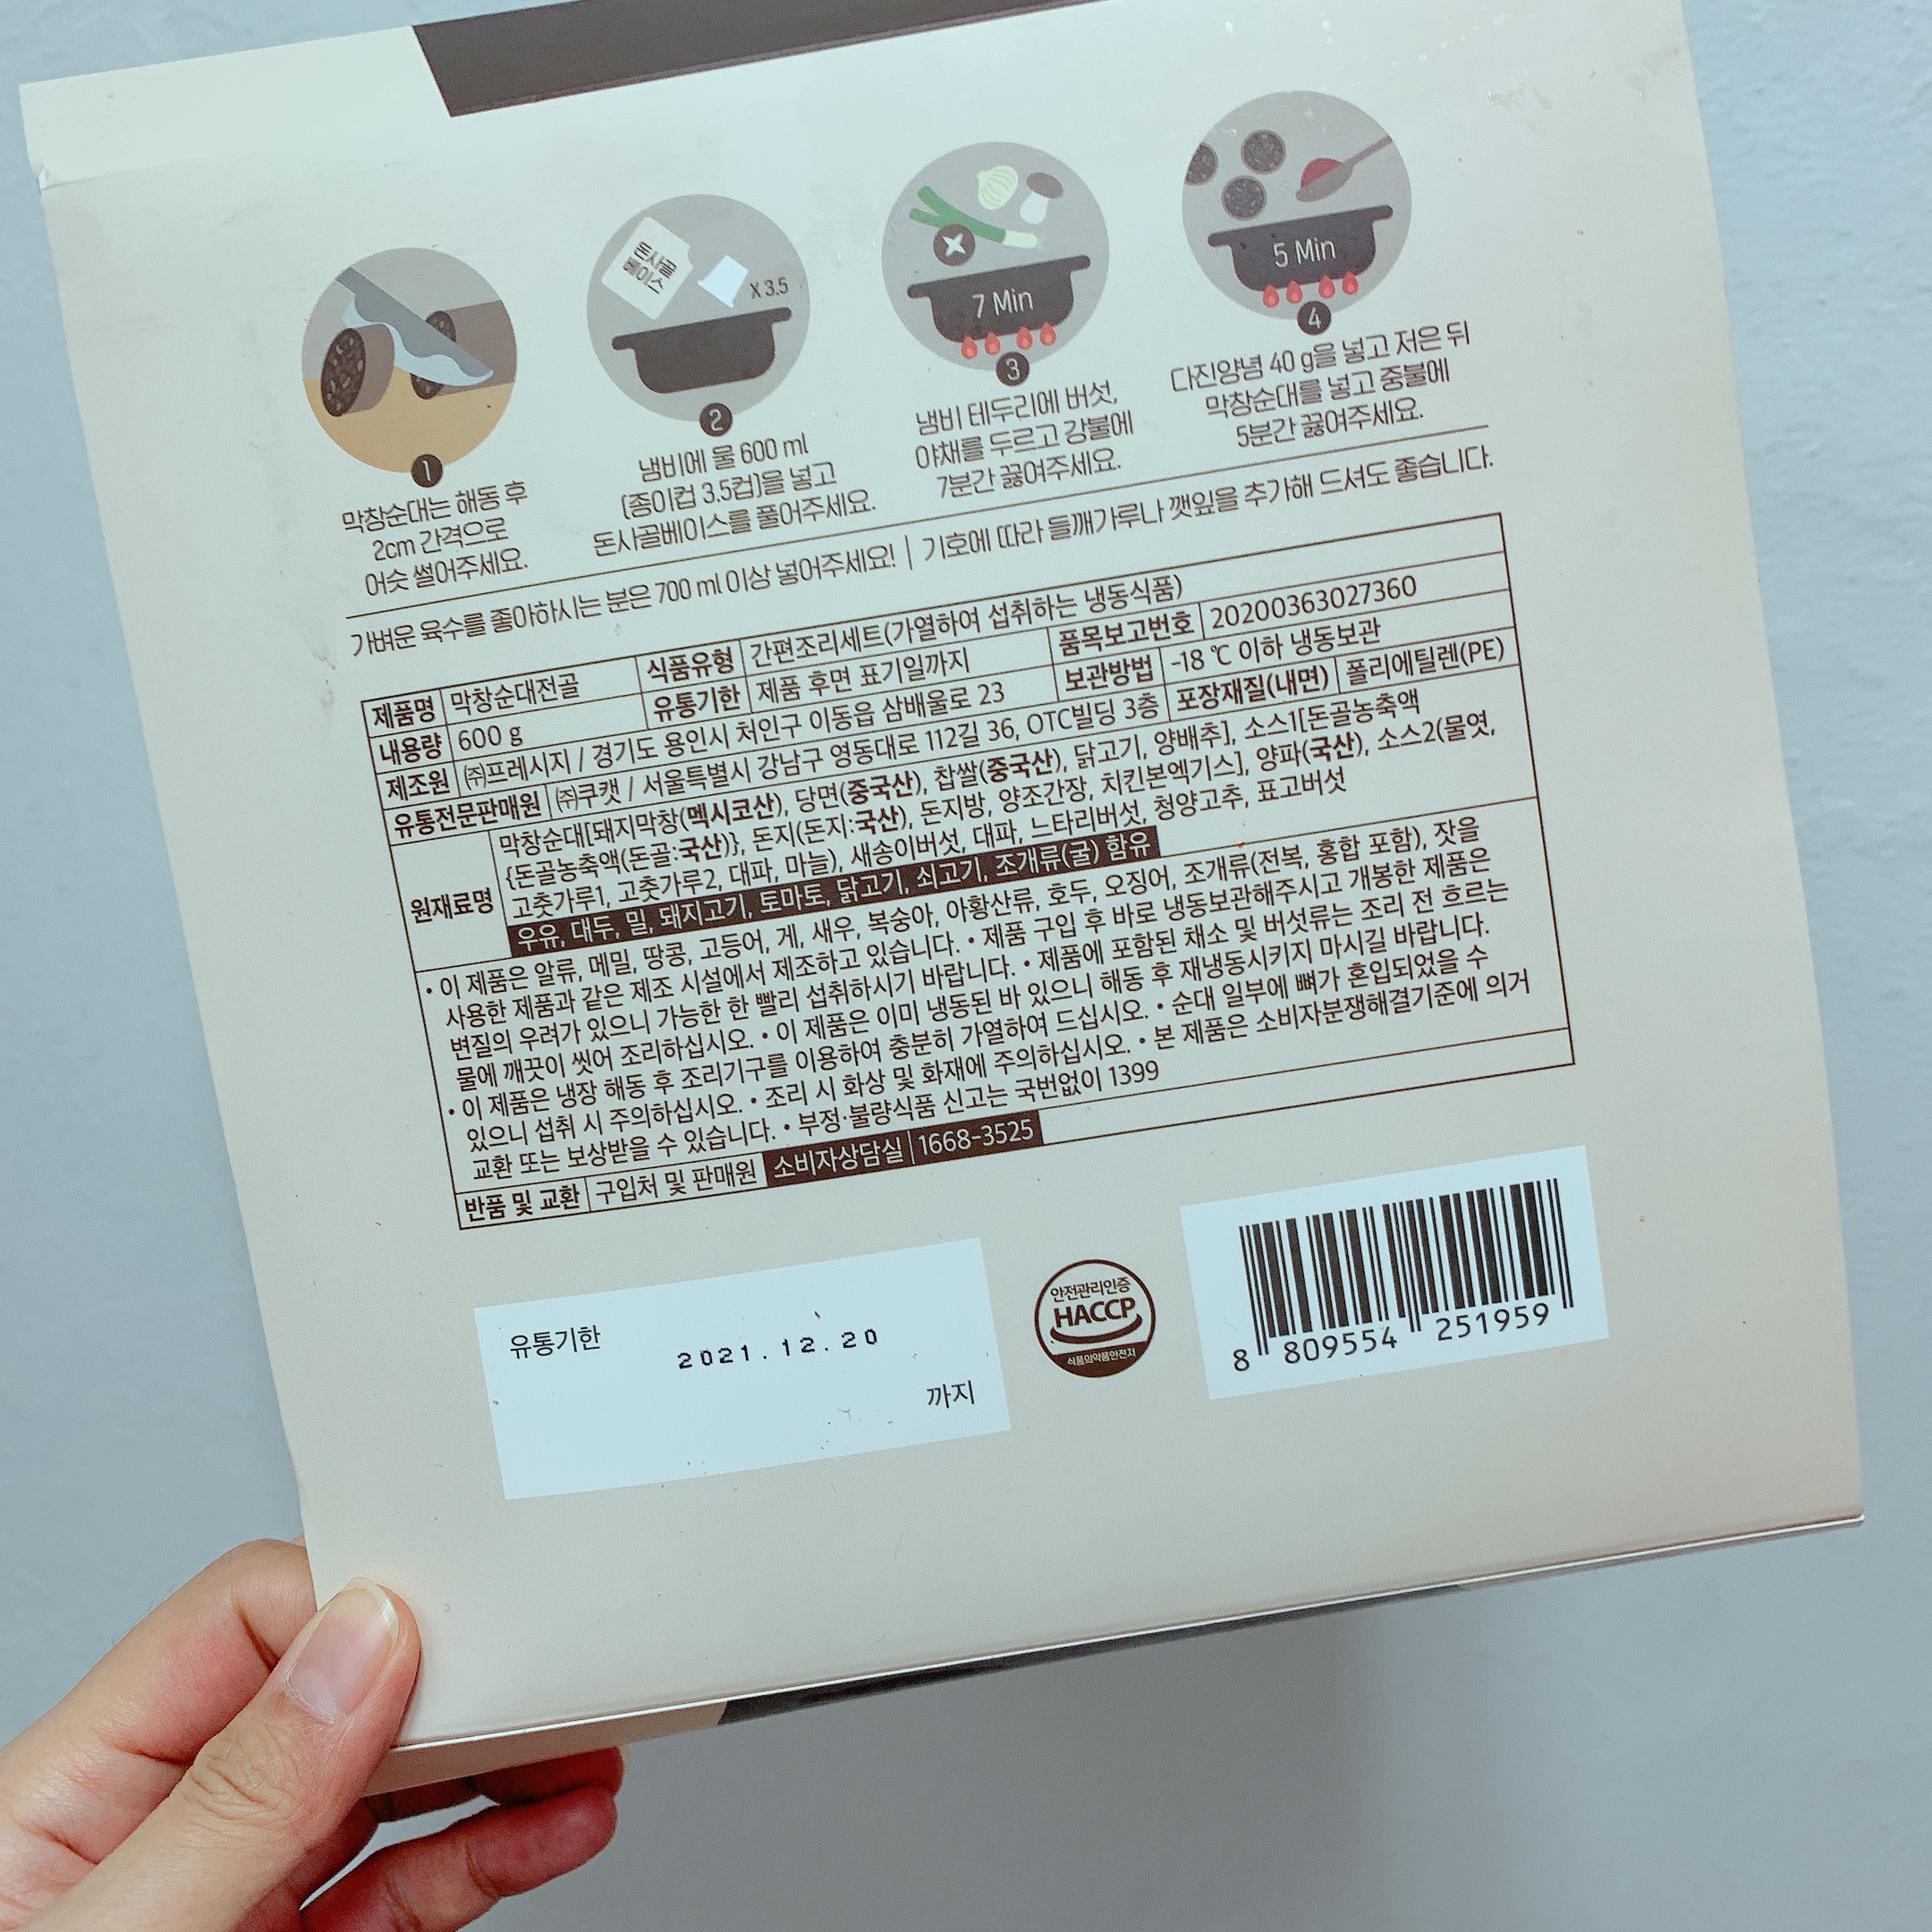 돈사골
베이스
X 3.5
7 Min
5 Min
1
막창순대는 해동 후
2cm 간격으로
어슷 썰어주세요.
2
냄비에 물 600 ml
(종이컵 3.5컵)을 넣고
돈사골베이스를 풀어주세요.
3
냄비 테두리에 버섯,
야채를 두르고 강불에
7분간 끓여주세요.
4
다진양념 40 g을 넣고 저은 뒤
막창순대를 넣고 중불에
5분간 끓여주세요.
가벼운 육수를 좋아하시는 분은 700 ml 이상 넣어주세요! | 기호에 따라 들깨가루나 깻잎을 추가해 드셔도 좋습니다.
제품명 막창순대전골 식품유형 간편조리세트(가열하여 섭취하는 냉동식품)
내용량 600 g 유통기한 제품 후면 표기일까지 품목보고번호 20200363027360
제조원 ㈜프레시지 / 경기도 용인시 처인구 이동읍 삼배울로 23 보관방법 -18 ℃ 이하 냉동보관
유통전문판매원 ㈜쿠캣 / 서울특별시 강남구 영동대로 112길 36, OTC빌딩 3층 포장재질(내면) 폴리에틸렌(PE)
원재료명
막창순대[돼지막창(멕시코산), 당면(중국산), 찹쌀(중국산), 닭고기, 양배추], 소스1[돈골농축액
{돈골농축액(돈골:국산)}, 돈지(돈지:국산), 돈지방, 양조간장, 치킨본엑기스], 양파(국산), 소스2(물엿,
고춧가루1, 고춧가루2, 대파, 마늘), 새송이버섯, 대파, 느타리버섯, 청양고추, 표고버섯
우유, 대두, 밀, 돼지고기, 토마토, 닭고기, 쇠고기, 조개류(굴) 함유
• 이 제품은 알류, 메밀, 땅콩, 고등어, 게, 새우, 복숭아, 아황산류, 호두, 오징어, 조개류(전복, 홍합 포함), 잣을
사용한 제품과 같은 제조 시설에서 제조하고 있습니다. • 제품 구입 후 바로 냉동보관해주시고 개봉한 제품은
변질의 우려가 있으니 가능한 한 빨리 섭취하시기 바랍니다. • 제품에 포함된 채소 및 버섯류는 조리 전 흐르는
물에 깨끗이 씻어 조리하십시오. • 이 제품은 이미 냉동된 바 있으니 해동 후 재냉동시키지 마시길 바랍니다.
• 이 제품은 냉장 해동 후 조리기구를 이용하여 충분히 가열하여 드십시오. • 순대 일부에 뼈가 혼입되었을 수
있으니 섭취 시 주의하십시오. • 조리 시 화상 및 화재에 주의하십시오. • 본 제품은 소비자분쟁해결기준에 의거
교환 또는 보상받을 수 있습니다. • 부정·불량식품 신고는 국번없이 1399
반품 및 교환 구입처 및 판매원 소비자상담실 1668-3525
유통기한
2021.12.20
까지
안전관리인증
HACCP
식품의약품안전처
8 809554 251959